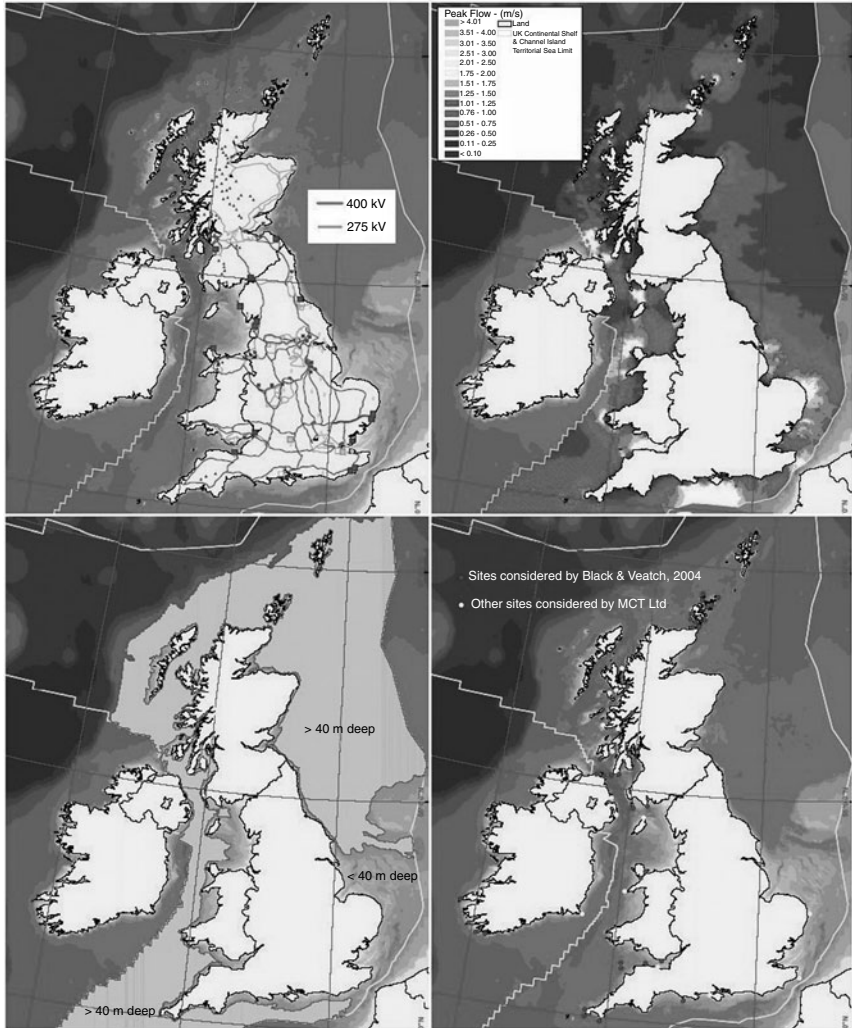 400 kV
275 kV
Peak Flow - (m/s)
> 4.01
3.51 - 4.00
3.01 - 3.50
2.51 - 3.00
2.01 - 2.50
1.75 - 2.00
1.51 - 1.75
1.25 - 1.50
1.01 - 1.25
0.76 - 1.00
0.51 - 0.75
0.26 - 0.50
0.11 - 0.25
< 0.10
Land
UK Continental Shelf
& Channel Island
Territorial Sea Limit
> 40 m deep
< 40 m deep
> 40 m deep
Sites considered by Black & Veatch, 2004
Other sites considered by MCT Ltd